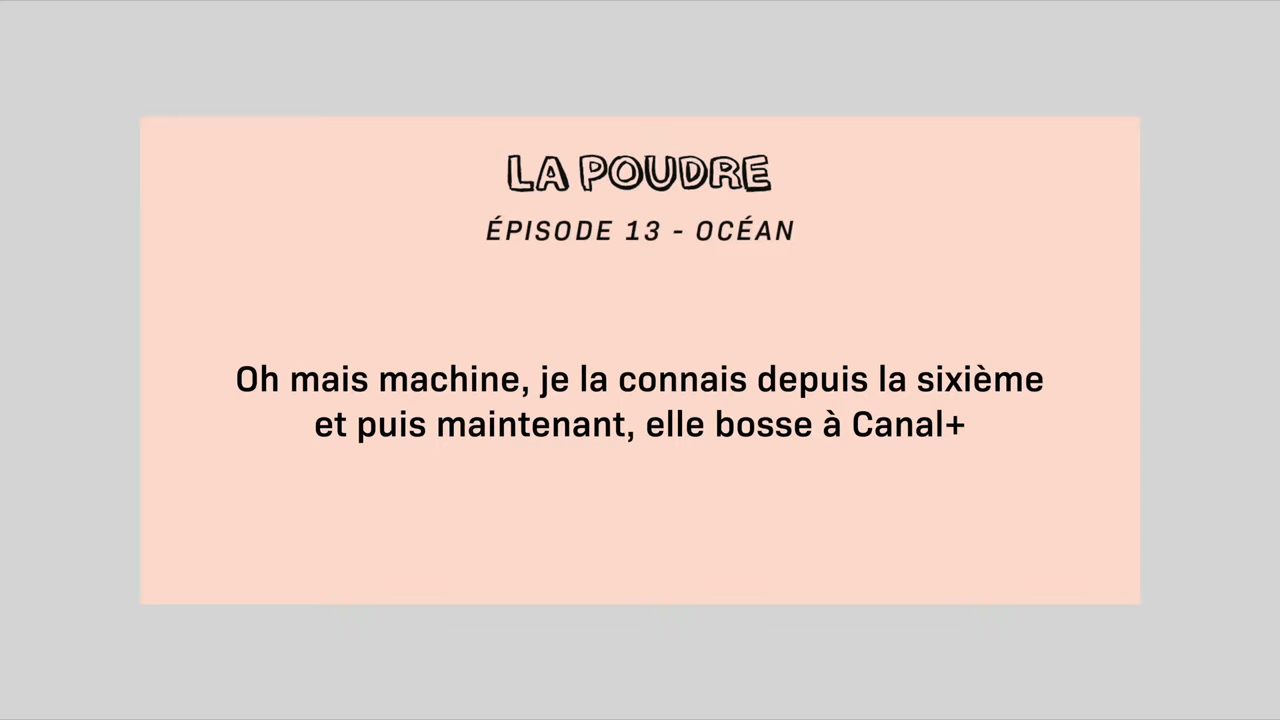 LA POUDRE
ÉPISODE 13 - OCÉAN
Oh mais machine, je la connais depuis la sixième
et puis maintenant, elle bosse à Canal+